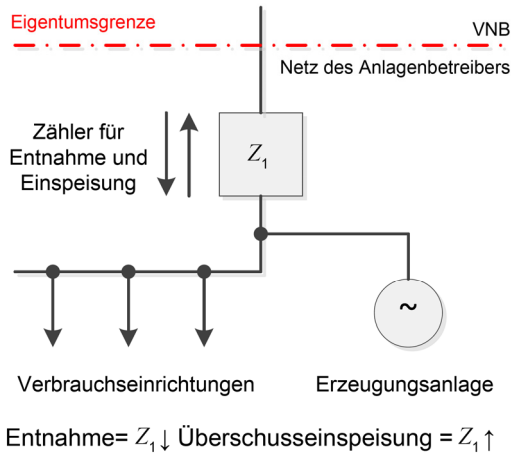 Eigentumsgrenze
VNB
Netz des Anlagenbetreibers
Zähler für
Entnahme und
Einspeisung
Z₁
~
Verbrauchseinrichtungen
Erzeugungsanlage
Entnahme= Z₁↓ Überschusseinspeisung = Z₁↑